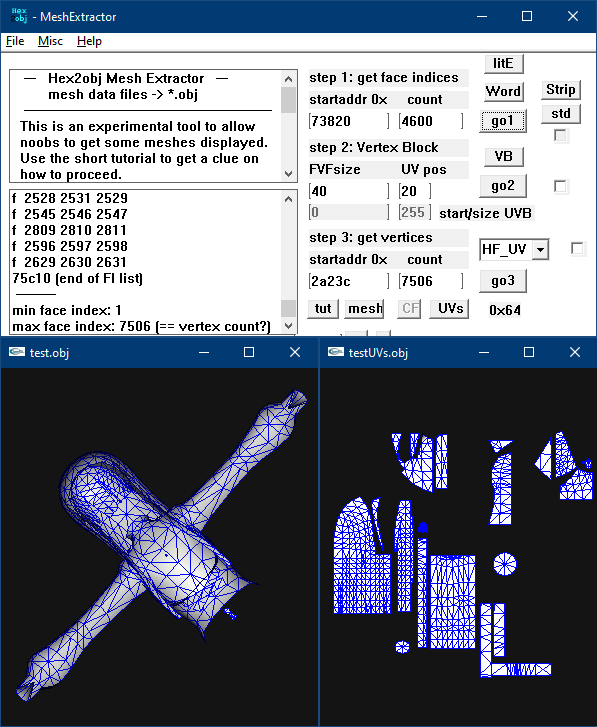 Hex
2obj - MeshExtractor
File Misc Help
— Hex2obj Mesh Extractor —
mesh data files -> *.obj
This is an experimental tool to allow
noobs to get some meshes displayed.
Use the short tutorial to get a clue on
how to proceed.
f 2528 2531 2529
f 2545 2546 2547
f 2809 2810 2811
f 2596 2597 2598
f 2629 2630 2631
75c10 (end of FI list)
min face index: 1
max face index: 7506 (== vertex count?)
step 1: get face indices
startaddr 0x count
73820 4600
step 2: Vertex Block
FVFsize UV pos
40 20
0 255 start/size UVB
step 3: get vertices
startaddr 0x count
2a23c 7506
tut mesh CF UVs
litE
Word
go1
Strip
std
VB
go2
HF_UV
go3
0x64
test.obj
testUVs.obj